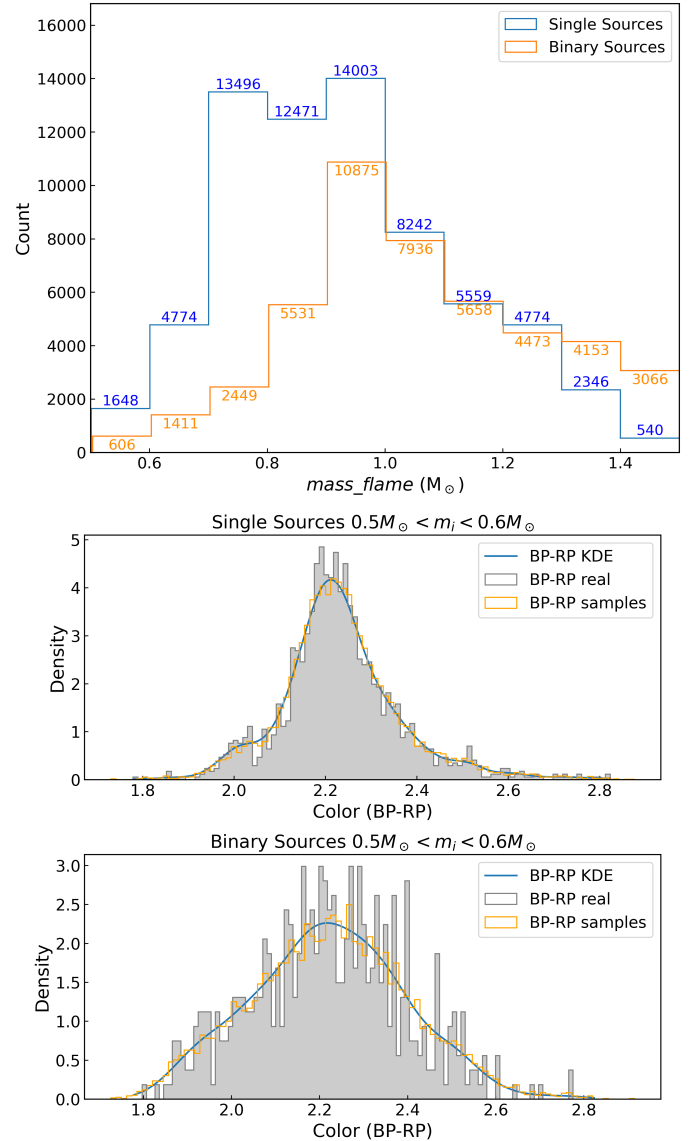 Single Sources
Binary Sources
16000
14000
12000
10000
8000
6000
4000
2000
0
Count
1648
4774
13496
12471
14003
8242
5559
4774
2346
540
606
1411
2449
5531
10875
7936
5658
4473
4153
3066
0.6 0.8 1.0 1.2 1.4
mass_flame (M⊙)
Single Sources 0.5M⊙ < mᵢ < 0.6M⊙
BP-RP KDE
BP-RP real
BP-RP samples
5
4
3
2
1
0
Density
1.8 2.0 2.2 2.4 2.6 2.8
Color (BP-RP)
Binary Sources 0.5M⊙ < mᵢ < 0.6M⊙
BP-RP KDE
BP-RP real
BP-RP samples
3.0
2.5
2.0
1.5
1.0
0.5
0.0
Density
1.8 2.0 2.2 2.4 2.6 2.8
Color (BP-RP)